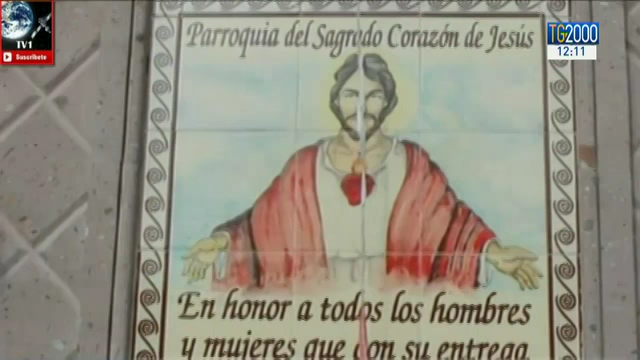 TV1
Suscribete
TG2000
12:11
Parroquia del Sagrado Corazón de Jesús
En honor a todos los hombres
y mujeres que con su entrega